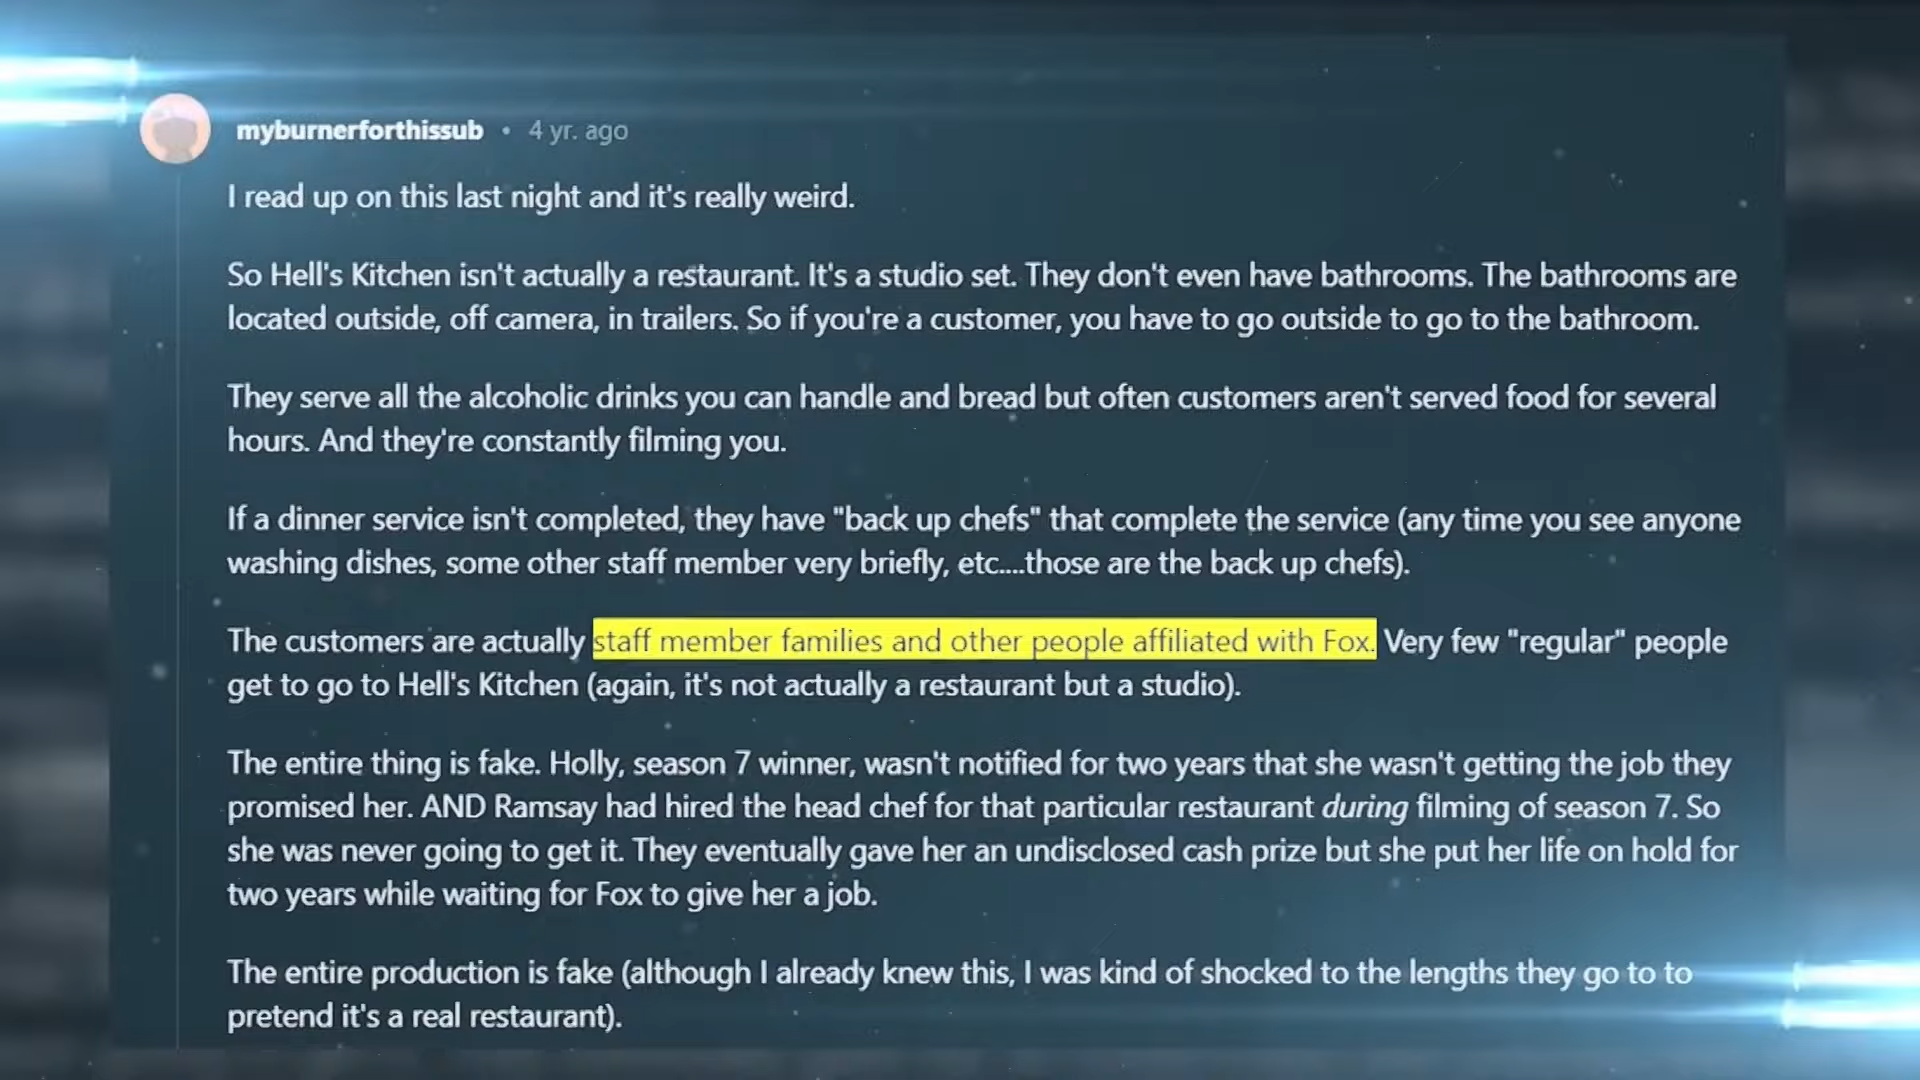 myburnerforthissub • 4 yr. ago
I read up on this last night and it's really weird.
So Hell's Kitchen isn't actually a restaurant. It's a studio set. They don't even have bathrooms. The bathrooms are
located outside, off camera, in trailers. So if you're a customer, you have to go outside to go to the bathroom.
They serve all the alcoholic drinks you can handle and bread but often customers aren't served food for several
hours. And they're constantly filming you.
If a dinner service isn't completed, they have "back up chefs" that complete the service (any time you see anyone
washing dishes, some other staff member very briefly, etc....those are the back up chefs).
The customers are actually staff member families and other people affiliated with Fox. Very few "regular" people
get to go to Hell's Kitchen (again, it's not actually a restaurant but a studio).
The entire thing is fake. Holly, season 7 winner, wasn't notified for two years that she wasn't getting the job they
promised her. AND Ramsay had hired the head chef for that particular restaurant during filming of season 7. So
she was never going to get it. They eventually gave her an undisclosed cash prize but she put her life on hold for
two years while waiting for Fox to give her a job.
The entire production is fake (although I already knew this, I was kind of shocked to the lengths they go to to
pretend it's a real restaurant).